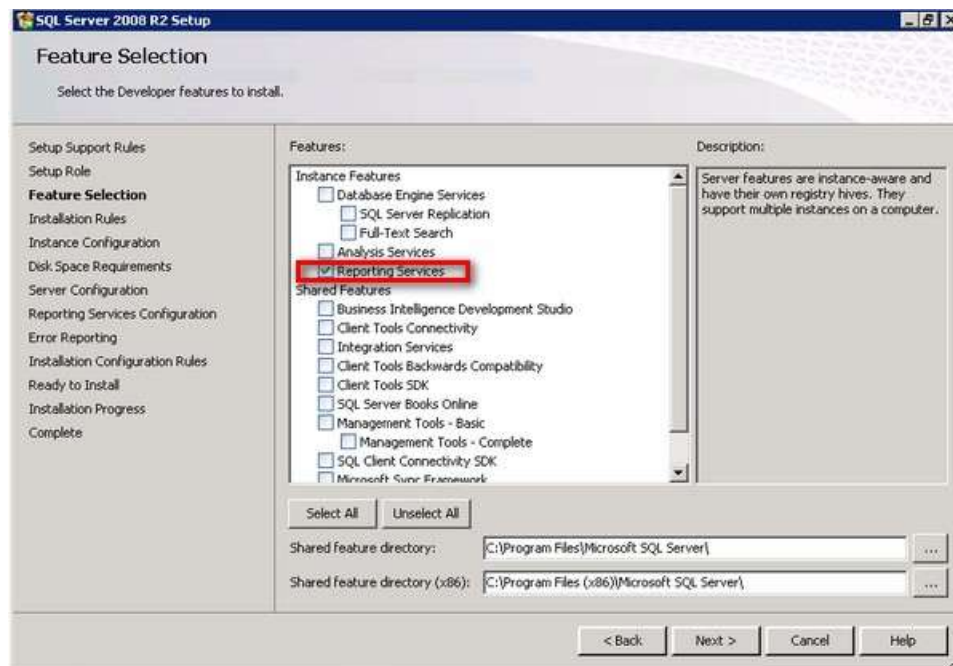 SQL Server 2008 R2 Setup
Feature Selection
Select the Developer features to install.
Setup Support Rules
Setup Role
Feature Selection
Installation Rules
Instance Configuration
Disk Space Requirements
Server Configuration
Reporting Services Configuration
Error Reporting
Installation Configuration Rules
Ready to Install
Installation Progress
Complete
Features:
Instance Features
Database Engine Services
SQL Server Replication
Full-Text Search
Analysis Services
Reporting Services
Shared Features
Business Intelligence Development Studio
Client Tools Connectivity
Integration Services
Client Tools Backwards Compatibility
Client Tools SDK
SQL Server Books Online
Management Tools - Basic
Management Tools - Complete
SQL Client Connectivity SDK
Microsoft Sync Framework
Description:
Server features are instance-aware and
have their own registry hives. They
support multiple instances on a computer.
Select All
Unselect All
Shared feature directory:
C:\Program Files\Microsoft SQL Server\
...
Shared feature directory (x86):
C:\Program Files (x86)\Microsoft SQL Server\
...
< Back
Next >
Cancel
Help